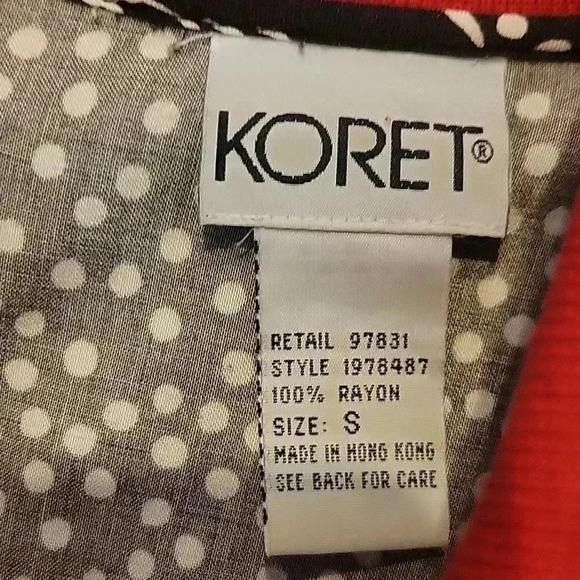 KORET®
RETAIL 97831
STYLE 1978487
100% RAYON
SIZE: S
MADE IN HONG KONG
SEE BACK FOR CARE